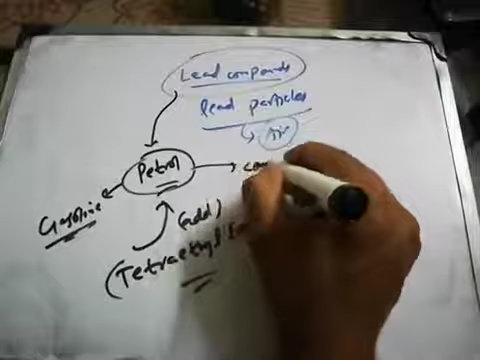 Lead compounds
lead particles
Air
Petrol
Gasoline
(add)
(Tetraethyl